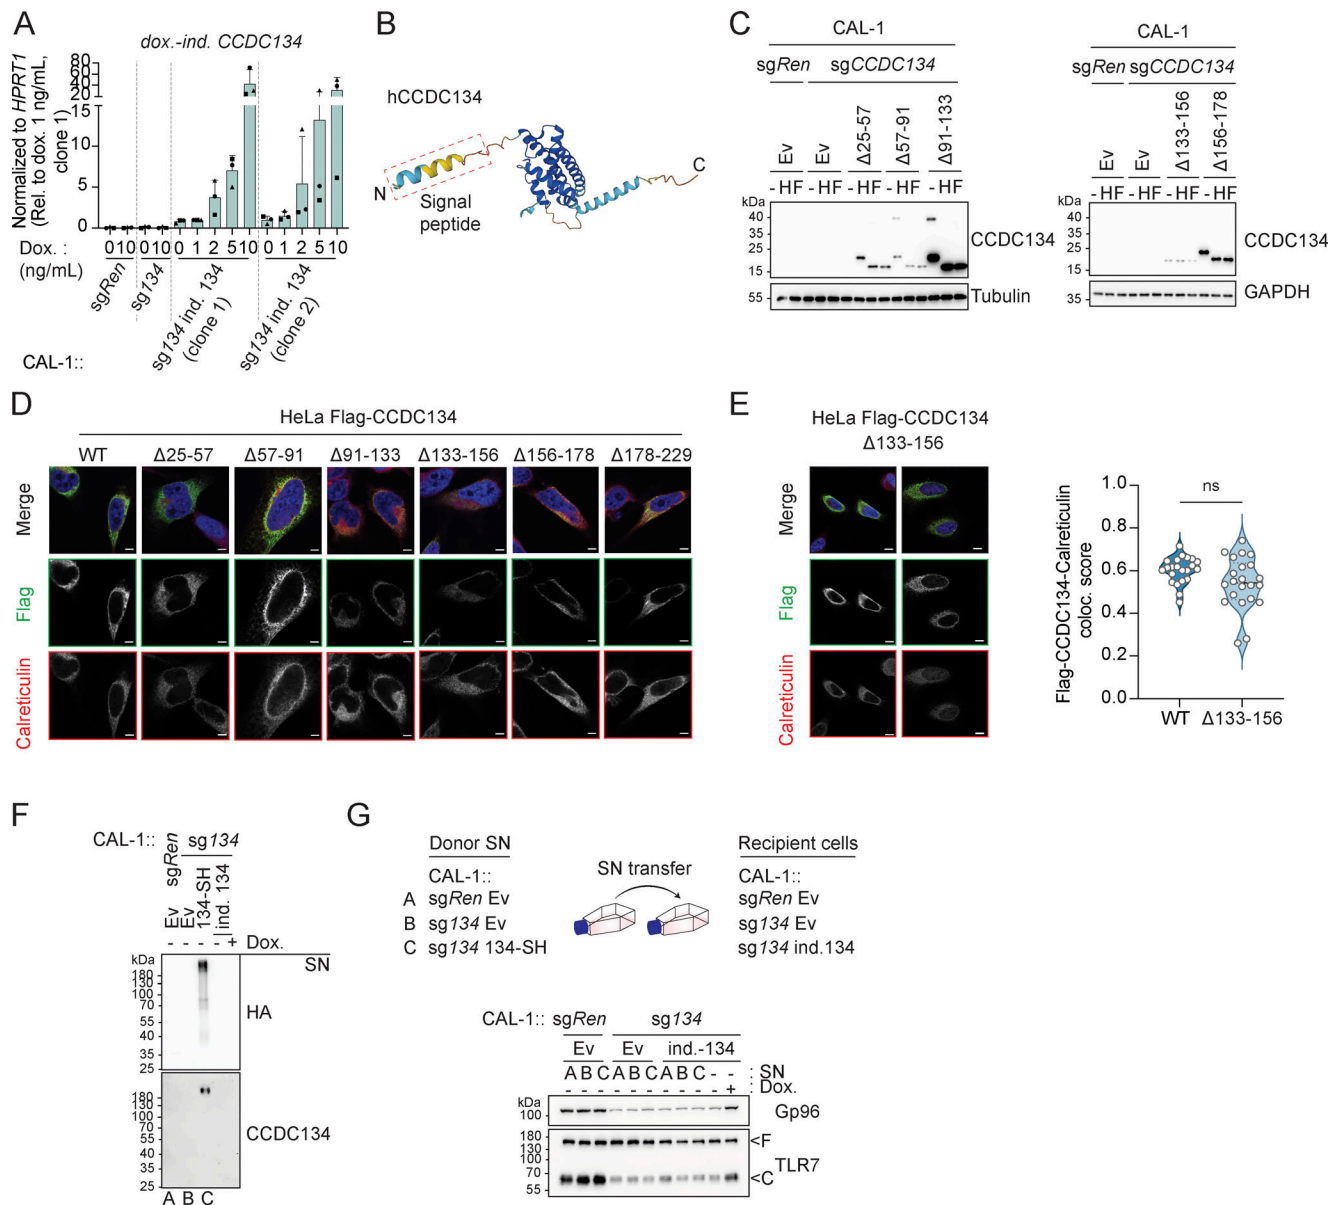 A
dox.-ind. CCDC134
Normalized to HPRT1
(Rel. to dox. 1 ng/mL,
clone 1)
80
60
40
20
15
10
5
0
Dox. :
(ng/mL)
0 10 0 10 0 1 2 5 10 0 1 2 5 10
sgRen
sg134
sg134 ind. 134
(clone 1)
sg134 ind. 134
(clone 2)
CAL-1::
B
hCCDC134
N
Signal
peptide
C
C
CAL-1
sgRen sgCCDC134
Ev
Ev
Δ25-57
Δ57-91
Δ91-133
- HF - HF - HF - HF - HF
kDa
40
35
25
15
CCDC134
55
Tubulin
CAL-1
sgRen sgCCDC134
Ev
Ev
Δ133-156
Δ156-178
- HF - HF - HF - HF
kDa
40
35
25
15
CCDC134
35
GAPDH
D
HeLa Flag-CCDC134
WT Δ25-57 Δ57-91 Δ91-133 Δ133-156 Δ156-178 Δ178-229
Merge
Flag
Calreticulin
E
HeLa Flag-CCDC134
Δ133-156
Merge
Flag
Calreticulin
Flag-CCDC134-Calreticulin
coloc. score
ns
1.0
0.8
0.6
0.4
0.2
0.0
WT Δ133-156
F
CAL-1::
sgRen
sg134
Ev
Ev
134-SH
ind. 134
- - - - + Dox.
kDa
SN
180
130
100
70
55
40
35
25
HA
180
130
100
70
55
40
35
25
CCDC134
A B C
G
Donor SN
CAL-1::
A sgRen Ev
B sg134 Ev
C sg134 134-SH
SN transfer
Recipient cells
CAL-1::
sgRen Ev
sg134 Ev
sg134 ind.134
CAL-1:: sgRen sg134
Ev Ev ind.-134
A B C A B C A B C - - : SN
- - - - - - - - - - + : Dox.
kDa
100
Gp96
180
130
100
70
55
<F
TLR7
<C